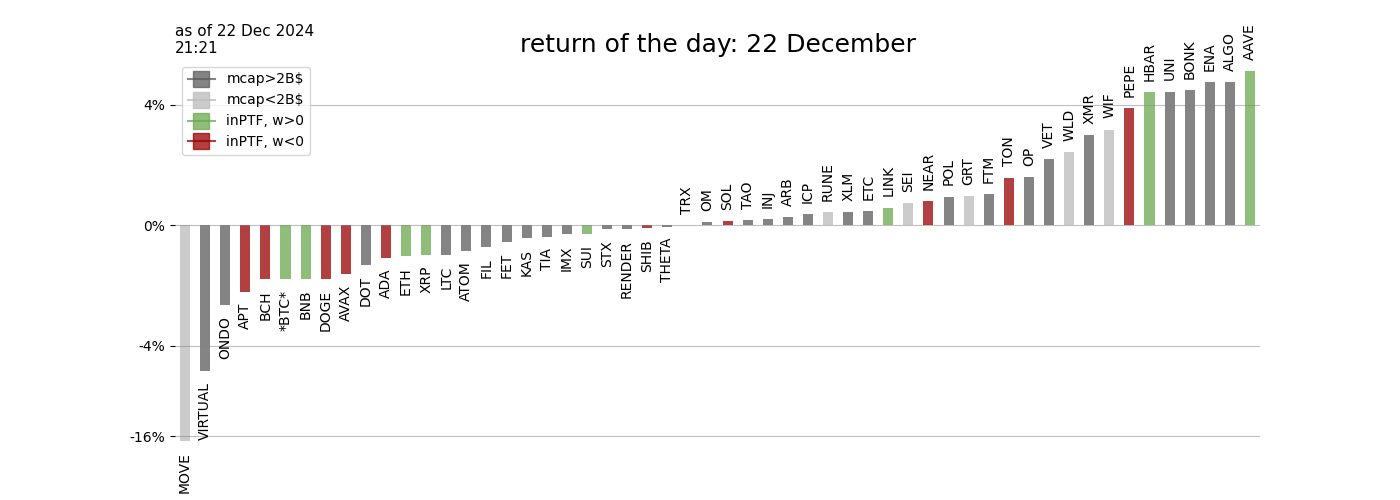 as of 22 Dec 2024
21:21
return of the day: 22 December
mcap>2B$
mcap<2B$
inPTF, w>0
inPTF, w<0
4%
0%
-4%
-16%
MOVE
VIRTUAL
ONDO
APT
BCH
*BTC*
BNB
DOGE
AVAX
DOT
ADA
ETH
XRP
LTC
ATOM
FIL
FET
KAS
TIA
IMX
SUI
STX
RENDER
SHIB
THETA
TRX
OM
SOL
TAO
INJ
ARB
ICP
RUNE
XLM
ETC
LINK
SEI
NEAR
POL
GRT
FTM
TON
OP
VET
WLD
XMR
WIF
PEPE
HBAR
UNI
BONK
ENA
ALGO
AAVE